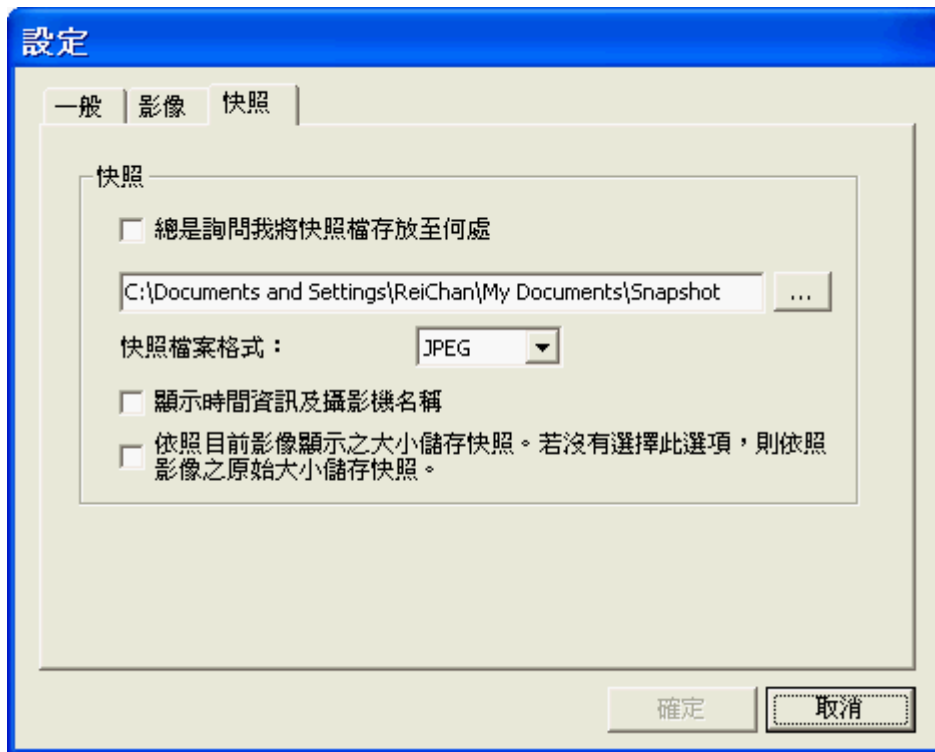 設定
一般 影像 快照
快照
總是詢問我將快照檔存放至何處
C:\Documents and Settings\ReiChan\My Documents\Snapshot ...
快照檔案格式： JPEG
顯示時間資訊及攝影機名稱
依照目前影像顯示之大小儲存快照。若沒有選擇此選項，則依照
影像之原始大小儲存快照。
確定 取消